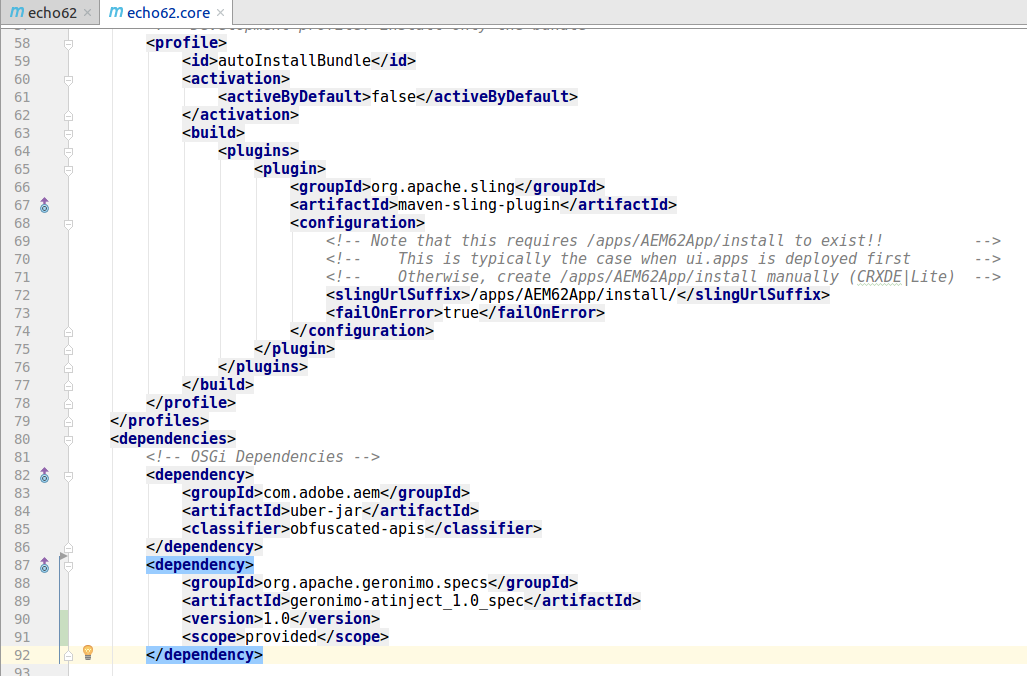 m echo62 × m echo62.core ×
58 <profile>
59 <id>autoInstallBundle</id>
60 <activation>
61 <activeByDefault>false</activeByDefault>
62 </activation>
63 <build>
64 <plugins>
65 <plugin>
66 <groupId>org.apache.sling</groupId>
67 <artifactId>maven-sling-plugin</artifactId>
68 <configuration>
69 <!-- Note that this requires /apps/AEM62App/install to exist!! -->
70 <!-- This is typically the case when ui.apps is deployed first -->
71 <!-- Otherwise, create /apps/AEM62App/install manually (CRXDE|Lite) -->
72 <slingUrlSuffix>/apps/AEM62App/install/</slingUrlSuffix>
73 <failOnError>true</failOnError>
74 </configuration>
75 </plugin>
76 </plugins>
77 </build>
78 </profile>
79 </profiles>
80 <dependencies>
81 <!-- OSGi Dependencies -->
82 <dependency>
83 <groupId>com.adobe.aem</groupId>
84 <artifactId>uber-jar</artifactId>
85 <classifier>obfuscated-apis</classifier>
86 </dependency>
87 <dependency>
88 <groupId>org.apache.geronimo.specs</groupId>
89 <artifactId>geronimo-atinject_1.0_spec</artifactId>
90 <version>1.0</version>
91 <scope>provided</scope>
92 </dependency>
93